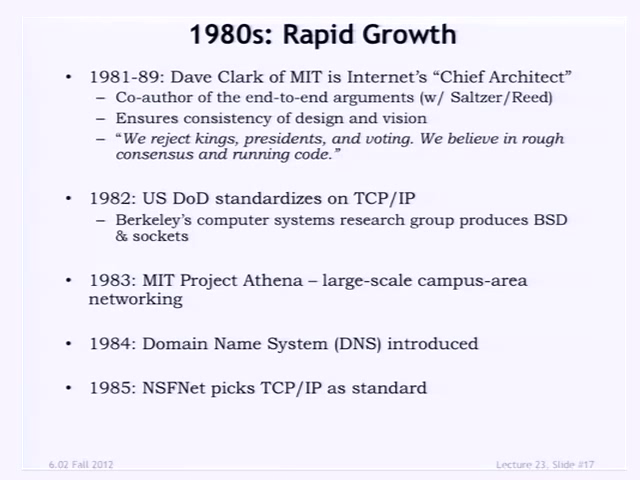 1980s: Rapid Growth
• 1981-89: Dave Clark of MIT is Internet's "Chief Architect"
– Co-author of the end-to-end arguments (w/ Saltzer/Reed)
– Ensures consistency of design and vision
– "We reject kings, presidents, and voting. We believe in rough
consensus and running code."
• 1982: US DoD standardizes on TCP/IP
– Berkeley's computer systems research group produces BSD
& sockets
• 1983: MIT Project Athena – large-scale campus-area
networking
• 1984: Domain Name System (DNS) introduced
• 1985: NSFNet picks TCP/IP as standard
6.02 Fall 2012
Lecture 23, Slide #17